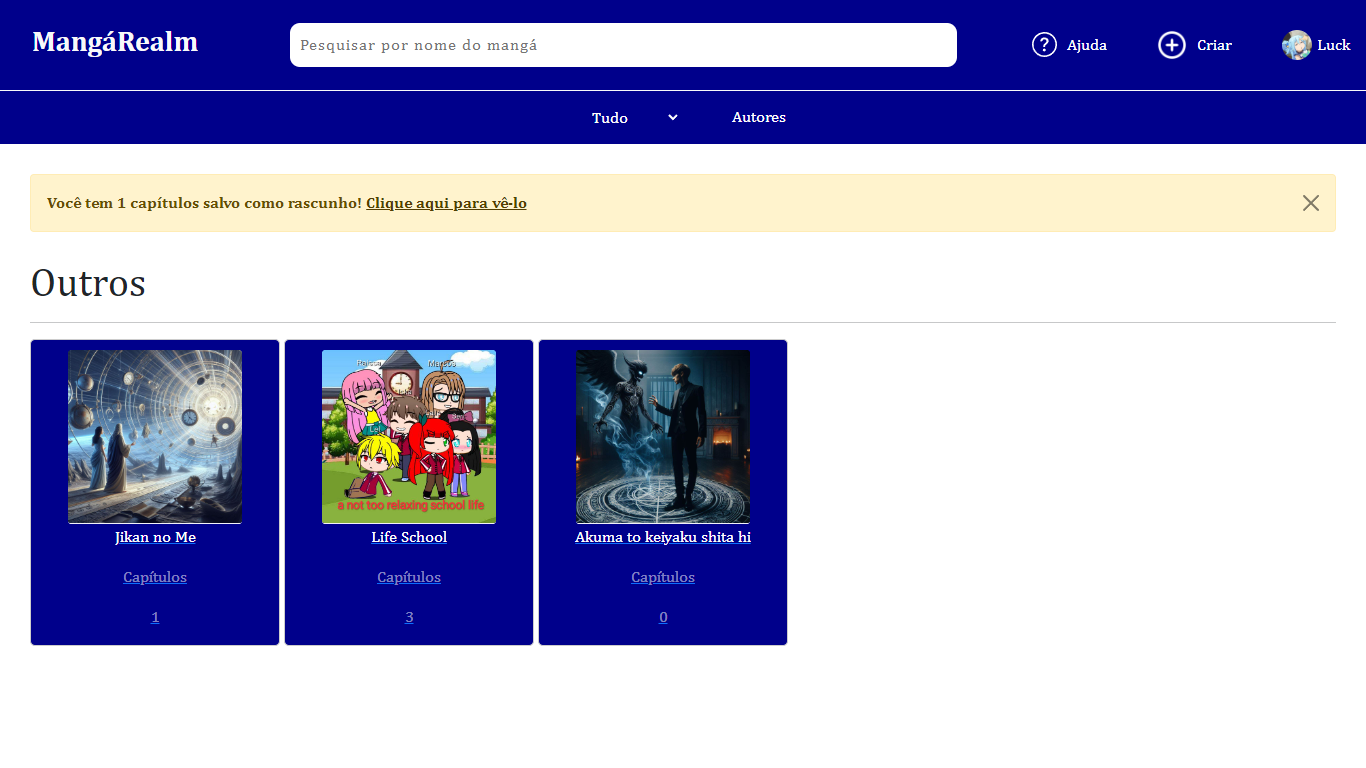 MangáRealm
Pesquisar por nome do mangá
Ajuda
Criar
Luck
Tudo
Autores
Você tem 1 capítulos salvo como rascunho! Clique aqui para vê-lo
Outros
Marcos
a not too relaxing school life
Jikan no Me
Life School
Akuma to keiyaku shita hi
Capítulos
Capítulos
Capítulos
1
3
0